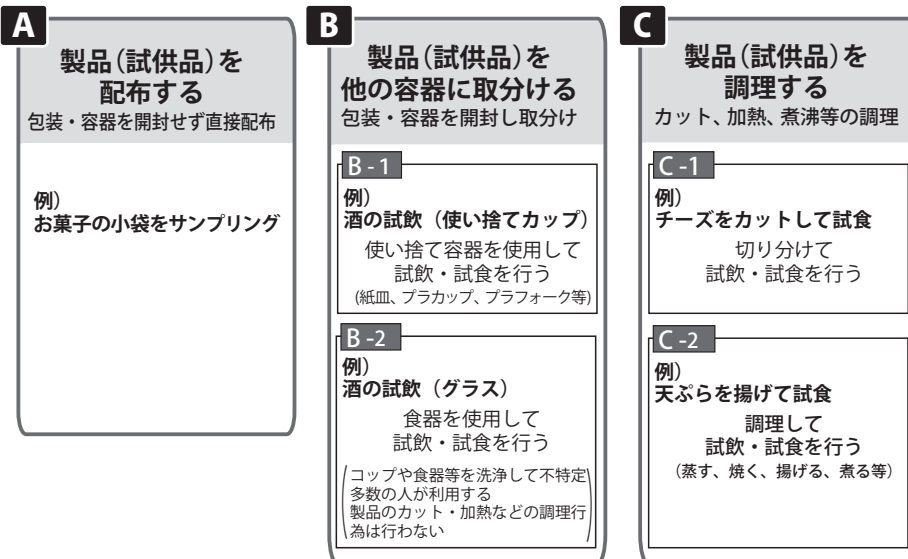 A
製品（試供品）を
配布する
包装・容器を開封せず直接配布
例）
お菓子の小袋をサンプリング
B
製品（試供品）を
他の容器に取分ける
包装・容器を開封し取分け
B-1
例）
酒の試飲（使い捨てカップ）
使い捨て容器を使用して
試飲・試食を行う
（紙皿、プラカップ、プラフォーク等）
B-2
例）
酒の試飲（グラス）
食器を使用して
試飲・試食を行う
コップや食器等を洗浄して不特定
多数の人が利用する
製品のカット・加熱などの調理行
為は行わない
C
製品（試供品）を
調理する
カット、加熱、煮沸等の調理
C-1
例）
チーズをカットして試食
切り分けて
試飲・試食を行う
C-2
例）
天ぷらを揚げて試食
調理して
試飲・試食を行う
（蒸す、焼く、揚げる、煮る等）